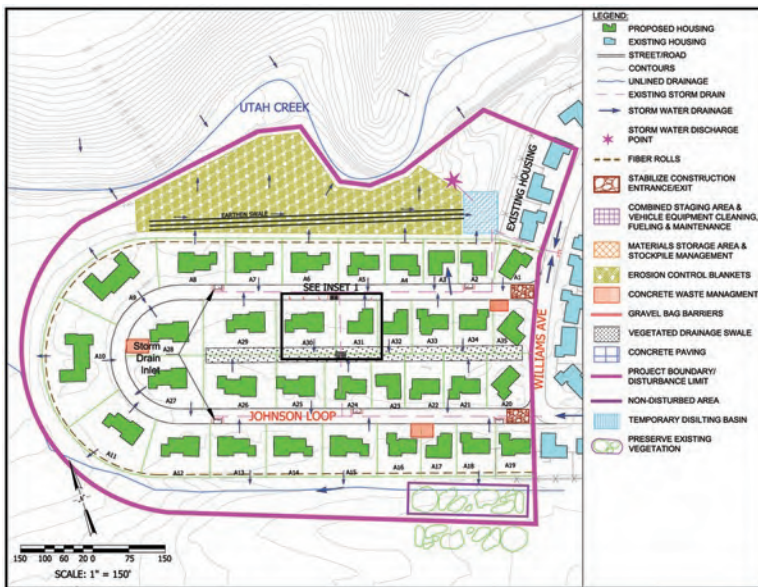 UTAH CREEK
EXISTING HOUSING
EARTHEN SWALE
SEE INSET 1
A8
A7
A6
A5
A4
A3
A2
A1
A9
A10
A28
A29
A30
A31
A32
A33
A34
A35
Storm
Drain
Inlet
WILLIAMS AVE
A27
A26
A25
A24
A23
A22
A21
A20
JOHNSON LOOP
A11
A12
A13
A14
A15
A16
A17
A18
A19
150 100 60 20 0 75 150
SCALE: 1" = 150'
LEGEND:
PROPOSED HOUSING
EXISTING HOUSING
STREET/ROAD
CONTOURS
UNLINED DRAINAGE
EXISTING STORM DRAIN
STORM WATER DRAINAGE
STORM WATER DISCHARGE
POINT
FIBER ROLLS
STABILIZE CONSTRUCTION
ENTRANCE/EXIT
COMBINED STAGING AREA &
VEHICLE EQUIPMENT CLEANING,
FUELING & MAINTENANCE
MATERIALS STORAGE AREA &
STOCKPILE MANAGEMENT
EROSION CONTROL BLANKETS
CONCRETE WASTE MANAGMENT
GRAVEL BAG BARRIERS
VEGETATED DRAINAGE SWALE
CONCRETE PAVING
PROJECT BOUNDARY/
DISTURBANCE LIMIT
NON-DISTURBED AREA
TEMPORARY DISILTING BASIN
PRESERVE EXISTING
VEGETATION